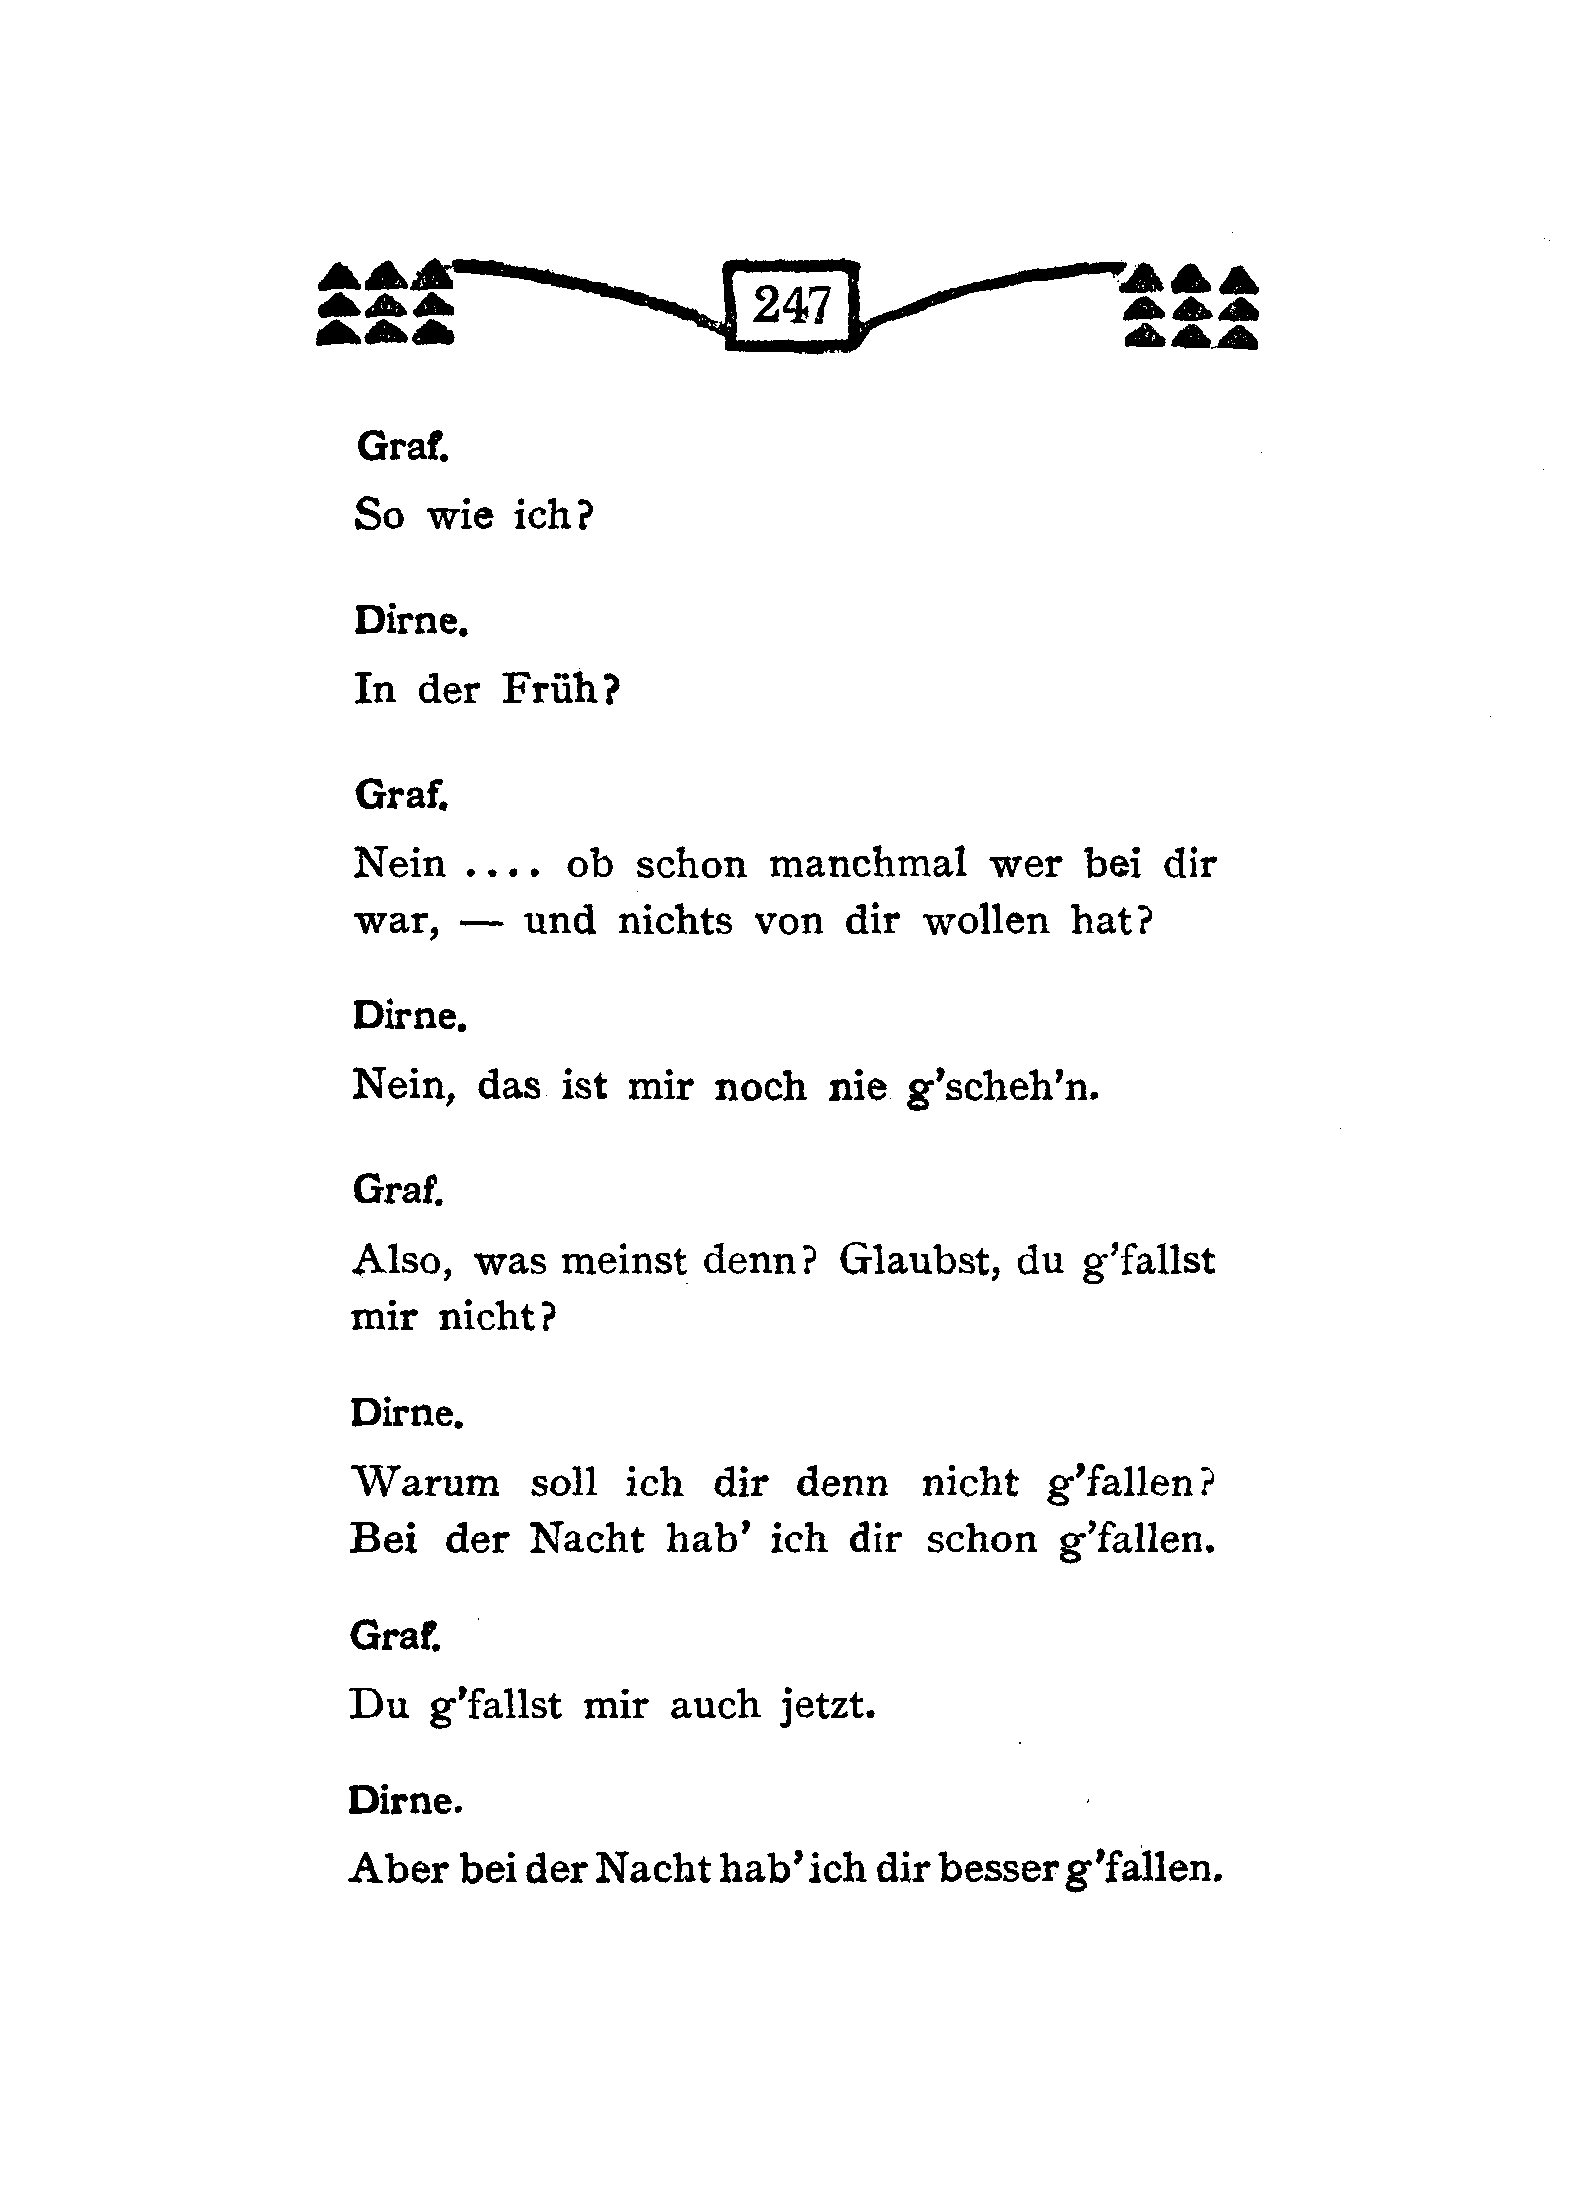 247
Graf.
So wie ich?
Dirne.
In der Früh?
Graf.
Nein .... ob schon manchmal wer bei dir
war, — und nichts von dir wollen hat?
Dirne.
Nein, das ist mir noch nie g'scheh'n.
Graf.
Also, was meinst denn? Glaubst, du g'fallst
mir nicht?
Dirne.
Warum soll ich dir denn nicht g'fallen?
Bei der Nacht hab' ich dir schon g'fallen.
Graf.
Du g'fallst mir auch jetzt.
Dirne.
Aber bei der Nacht hab' ich dir besser g'fallen.